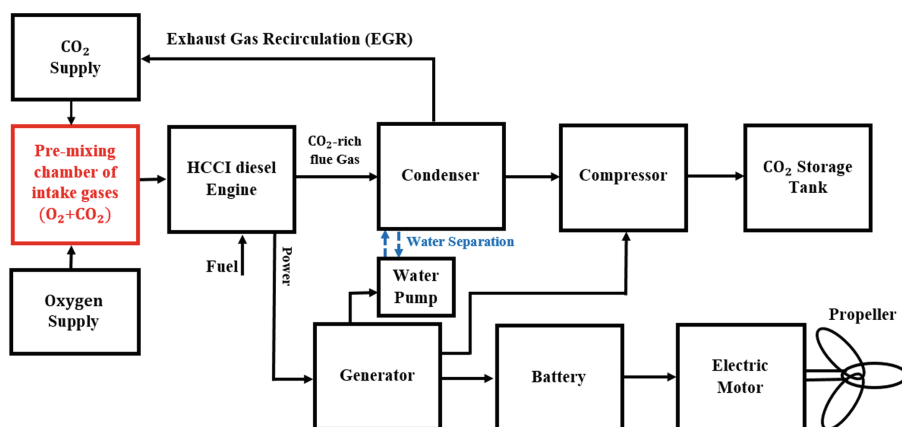 CO₂
Supply
Exhaust Gas Recirculation (EGR)
Pre-mixing
chamber of
intake gases
(O₂+CO₂)
HCCI diesel
Engine
CO₂-rich
flue Gas
Condenser
Compressor
CO₂ Storage
Tank
Water Separation
Fuel
Power
Water
Pump
Oxygen
Supply
Generator
Battery
Electric
Motor
Propeller